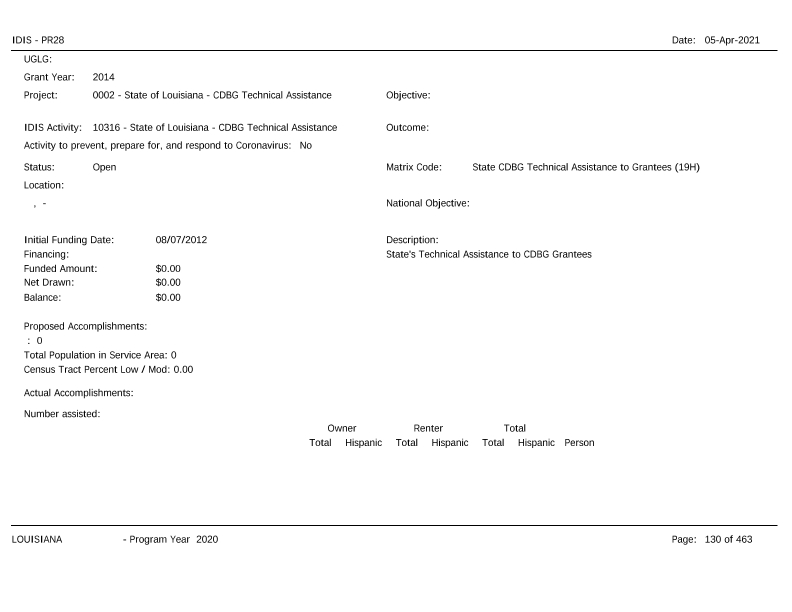 IDIS - PR28 Date: 05-Apr-2021
UGLG:
Grant Year: 2014
Project: 0002 - State of Louisiana - CDBG Technical Assistance Objective:
IDIS Activity: 10316 - State of Louisiana - CDBG Technical Assistance Outcome:
Activity to prevent, prepare for, and respond to Coronavirus: No
Status: Open Matrix Code: State CDBG Technical Assistance to Grantees (19H)
Location:
, - National Objective:
Initial Funding Date: 08/07/2012 Description:
Financing: State's Technical Assistance to CDBG Grantees
Funded Amount: $0.00
Net Drawn: $0.00
Balance: $0.00
Proposed Accomplishments:
: 0
Total Population in Service Area: 0
Census Tract Percent Low / Mod: 0.00
Actual Accomplishments:
Number assisted:
Owner Renter Total
Total Hispanic Total Hispanic Total Hispanic Person
LOUISIANA - Program Year 2020 Page: 130 of 463